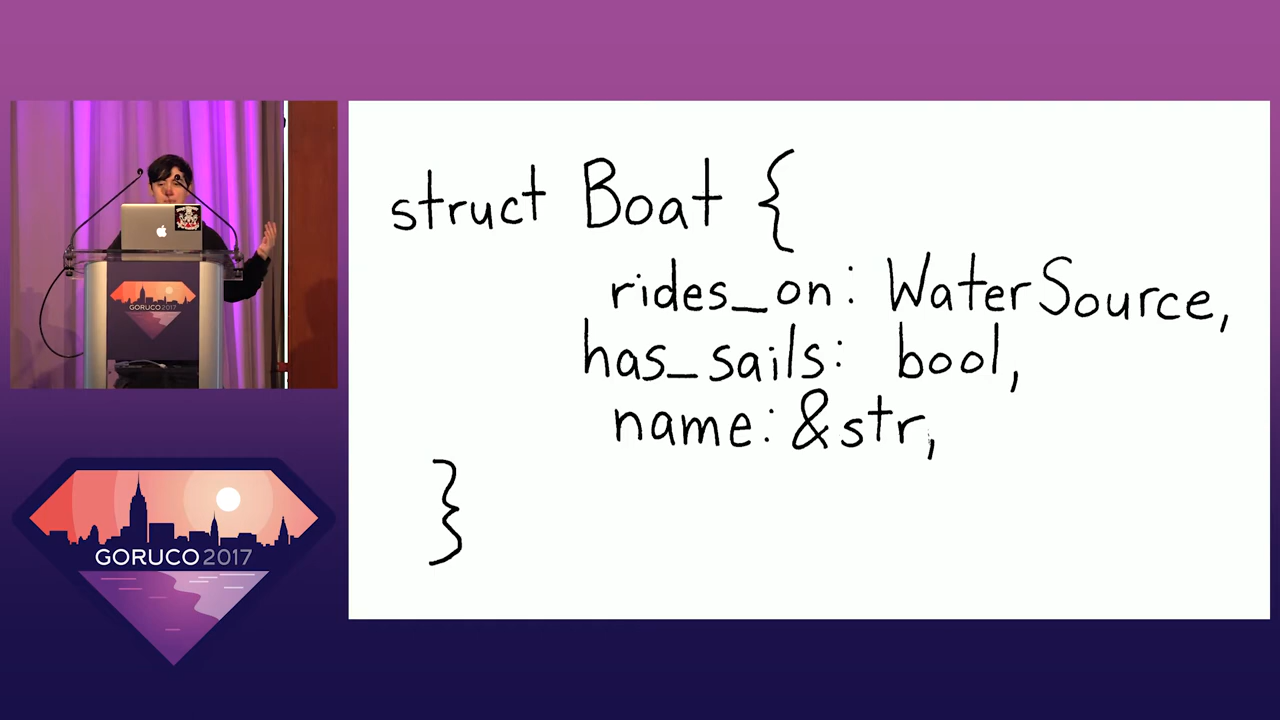 struct Boat {
rides_on: WaterSource,
has_sails: bool,
name: &str,
}
GORUCO 2017
GORUCO 2017